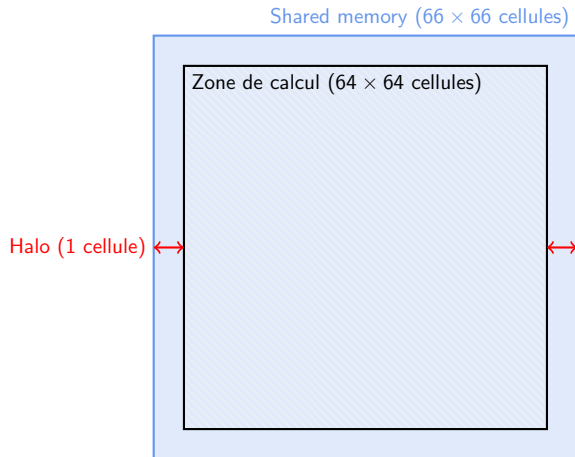 Shared memory (66 × 66 cellules)
Zone de calcul (64 × 64 cellules)
Halo (1 cellule)